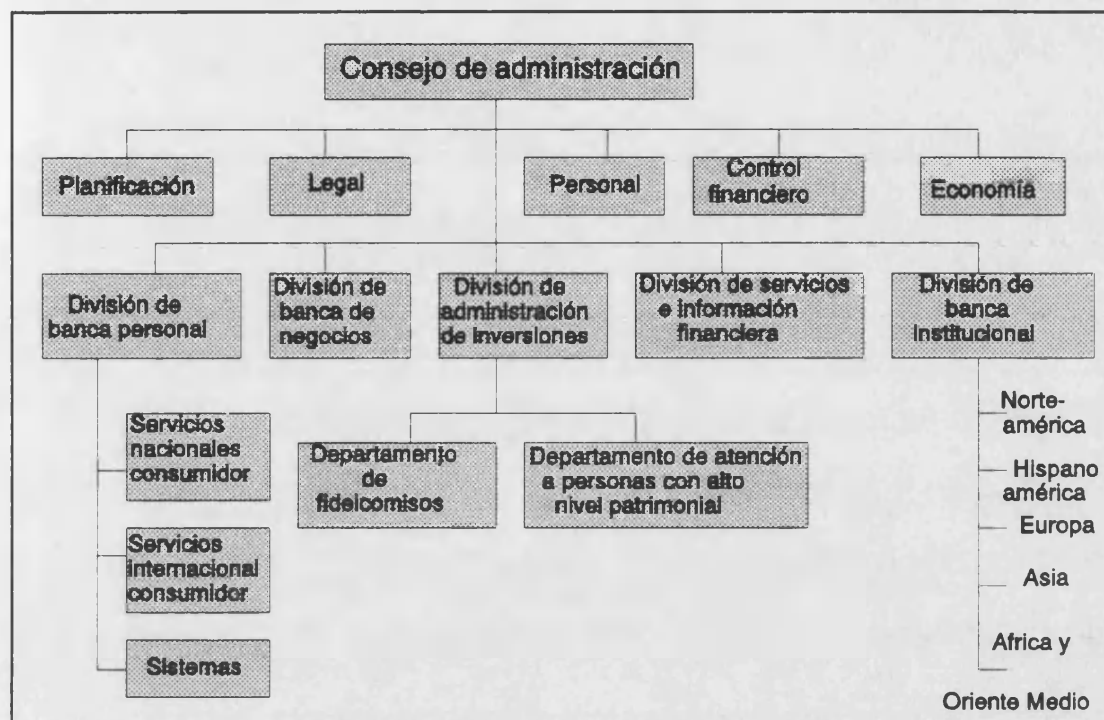 Consejo de administración
Planificación
Legal
Personal
Control
financiero
Economía
División de
banca personal
División de
banca de
negocios
División de
administración
de inversiones
División de servicios
e información
financiera
División de
banca
institucional
Servicios
nacionales
consumidor
Servicios
internacional
consumidor
Sistemas
Departamento
de
fideicomisos
Departamento de atención
a personas con alto
nivel patrimonial
Norte-
américa
Hispano
américa
Europa
Asia
Africa y
Oriente Medio